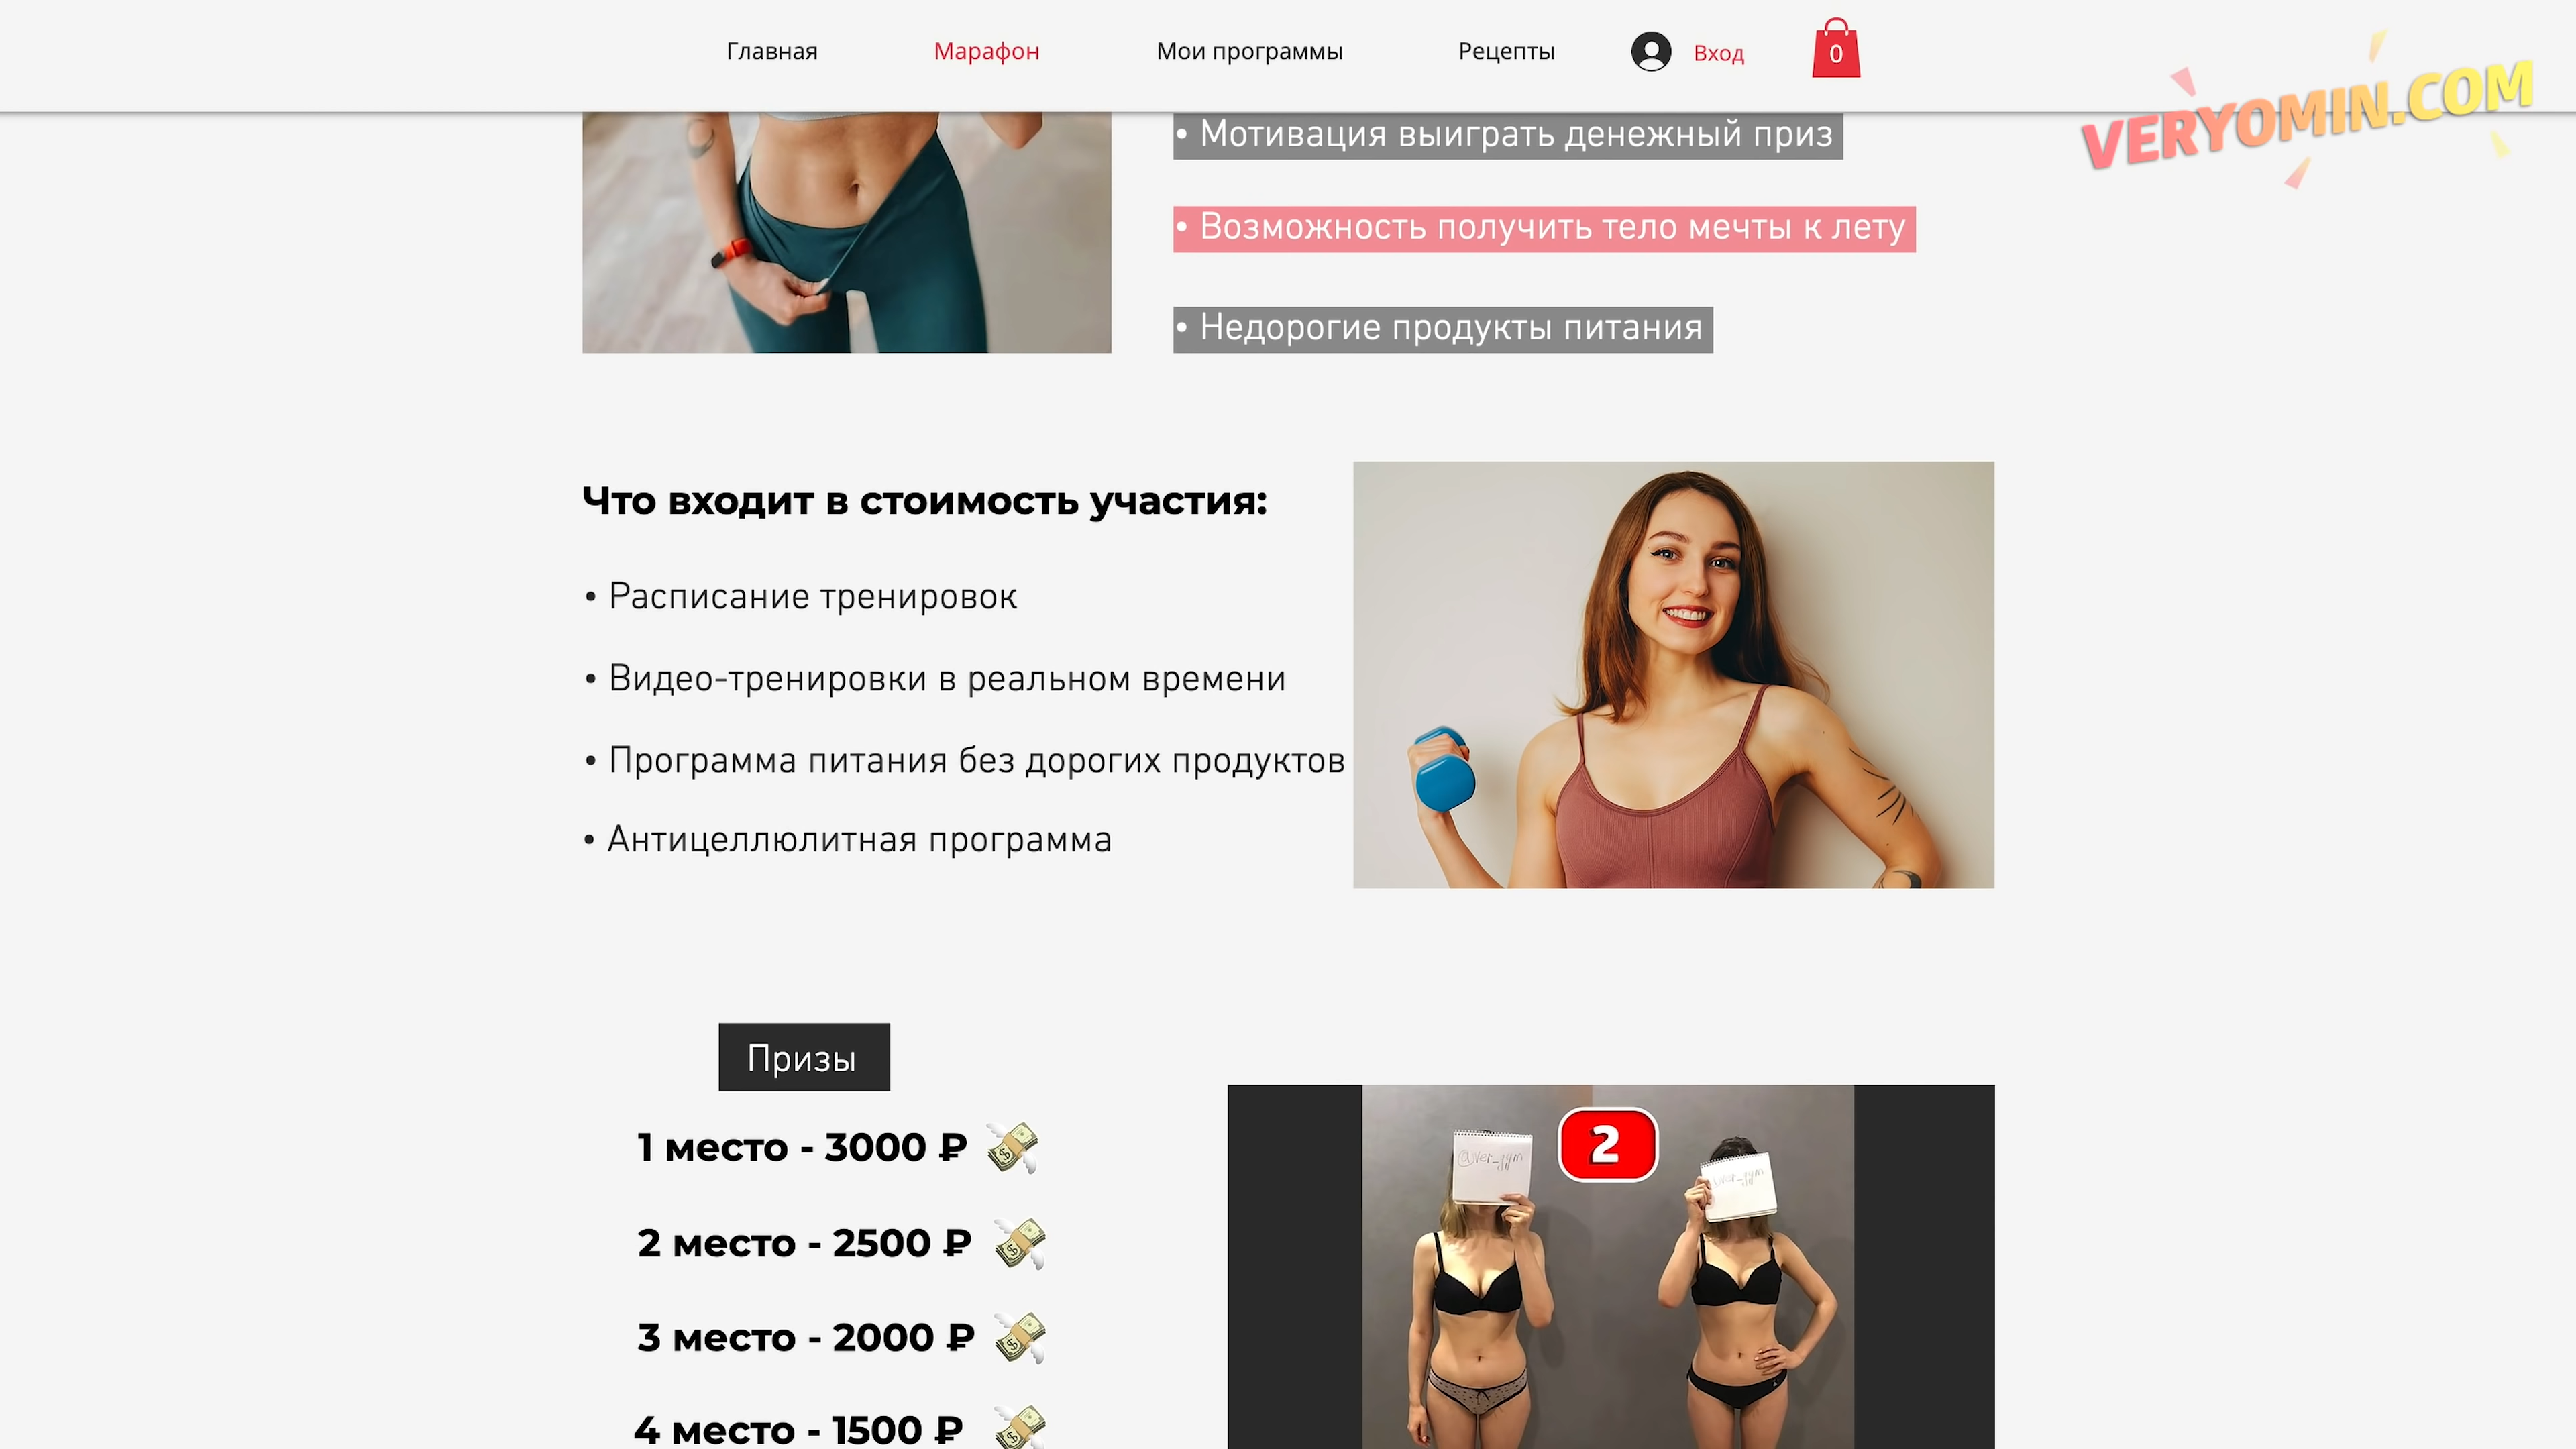 Главная
Марафон
Мои программы
Рецепты
Вход
0
VERYOMIN.COM
• Мотивация выиграть денежный приз
• Возможность получить тело мечты к лету
• Недорогие продукты питания
Что входит в стоимость участия:
• Расписание тренировок
• Видео-тренировки в реальном времени
• Программа питания без дорогих продуктов
• Антицеллюлитная программа
Призы
1 место - 3000 ₽
2 место - 2500 ₽
3 место - 2000 ₽
4 место - 1500 ₽
2
@ver_gym